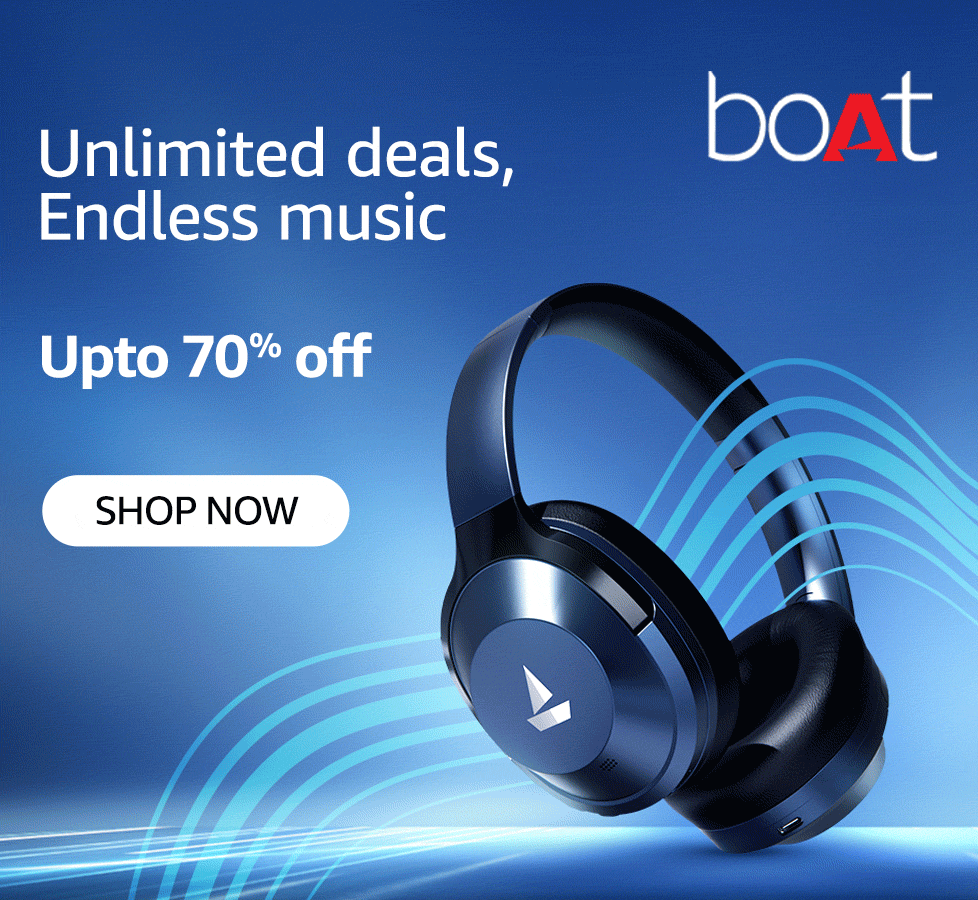 boAt
Unlimited deals,
Endless music
Upto 70% off
SHOP NOW